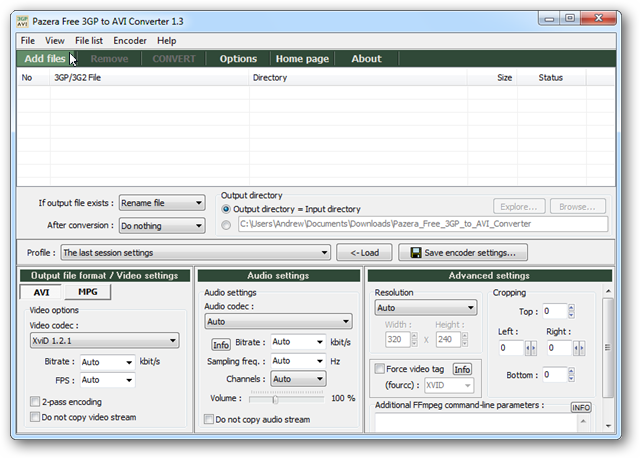 3GP AVI Pazera Free 3GP to AVI Converter 1.3
File View File list Encoder Help
Add files Remove CONVERT Options Home page About
No 3GP/3G2 File Directory Size Status
If output file exists : Rename file
After conversion : Do nothing
Output directory
Output directory = Input directory Explore... Browse...
C:\Users\Andrew\Documents\Downloads\Pazera_Free_3GP_to_AVI_Converter
Profile : The last session settings <- Load Save encoder settings...
Output file format / Video settings
AVI MPG
Video options
Video codec :
XviD 1.2.1
Bitrate : Auto kbit/s
FPS : Auto
2-pass encoding
Do not copy video stream
Audio settings
Audio settings
Audio codec :
Auto
Info Bitrate : Auto kbit/s
Sampling freq. : Auto Hz
Channels : Auto
Volume : 100 %
Do not copy audio stream
Advanced settings
Resolution
Auto
Width : Height :
320 x 240
Force video tag Info
(fourcc) : XVID
Cropping
Top : 0
Left : Right :
0 0
Bottom : 0
Additional FFmpeg command-line parameters : INFO